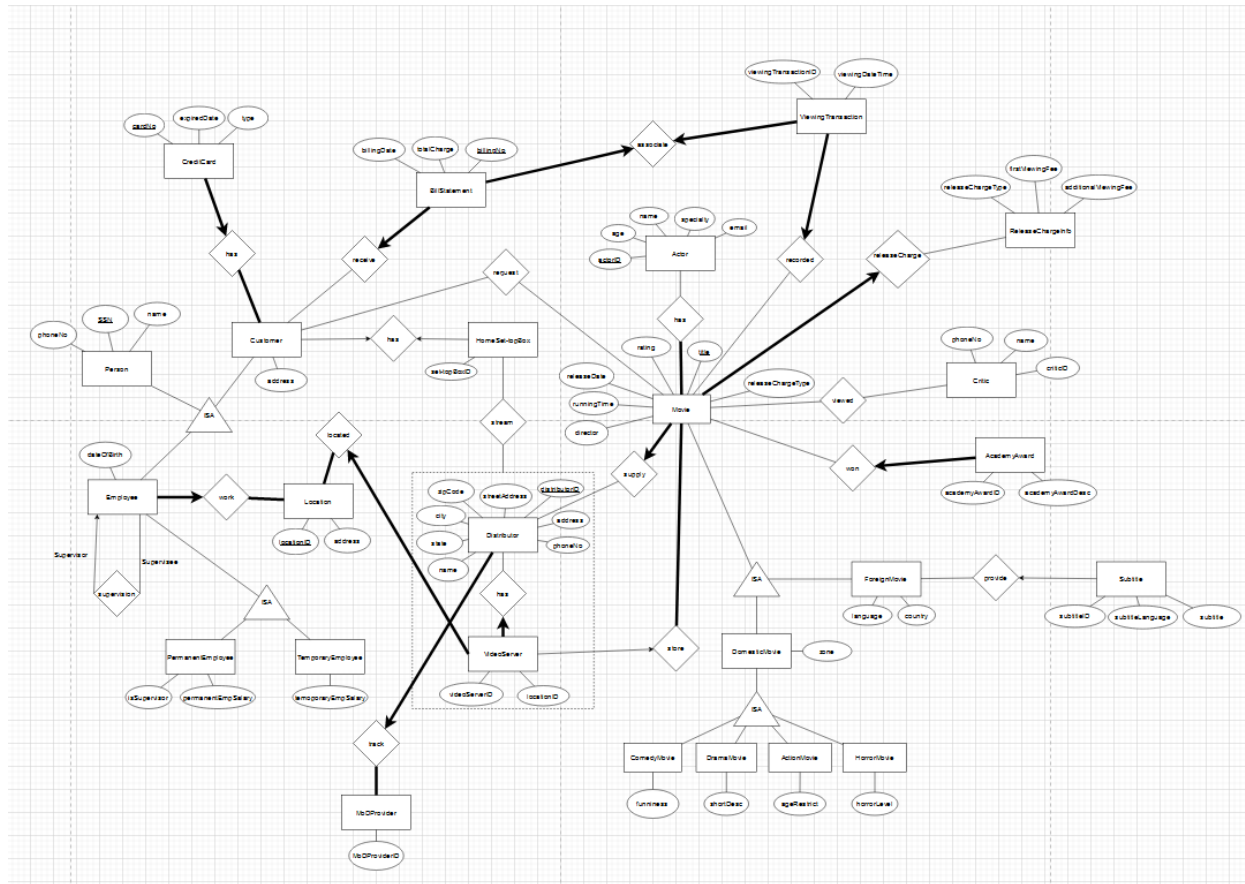 viewingTransactionID
viewingDateTime
ViewingTransaction
cardNo
expiredDate
type
CreditCard
billingDate
totalCharge
billingNo
BillStatement
associate
firstViewingFee
releaseChargeType
additionalViewingFee
ReleaseChargeInfo
name
specialty
age
email
actorID
Actor
has
receive
request
recorded
releaseCharge
SSN
name
phoneNo
Person
Customer
address
has
HomeSet-topBox
set-topBoxID
has
rating
title
releaseDate
releaseChargeType
runningTime
Movie
director
viewed
phoneNo
name
criticID
Critic
ISA
located
stream
supply
won
AcademyAward
academyAwardID
academyAwardDesc
dateOfBirth
Employee
work
Location
locationID
address
zipCode
streetAddress
distributorID
city
address
Distributor
state
phoneNo
name
Supervisor
Supervisee
supervision
ISA
has
ISA
ForeignMovie
provide
Subtitle
language
country
subtitleID
subtitleLanguage
subtitle
PermanentEmployee
TemporaryEmployee
VideoServer
store
DomesticMovie
zone
isSupervisor
permanentEmpSalary
temoporaryEmpSalary
videoServerID
locationID
ISA
track
ComedyMovie
DramaMovie
ActionMovie
HorrorMovie
funniness
shortDesc
ageRestrict
horrorLevel
MoDProvider
MoDProviderID